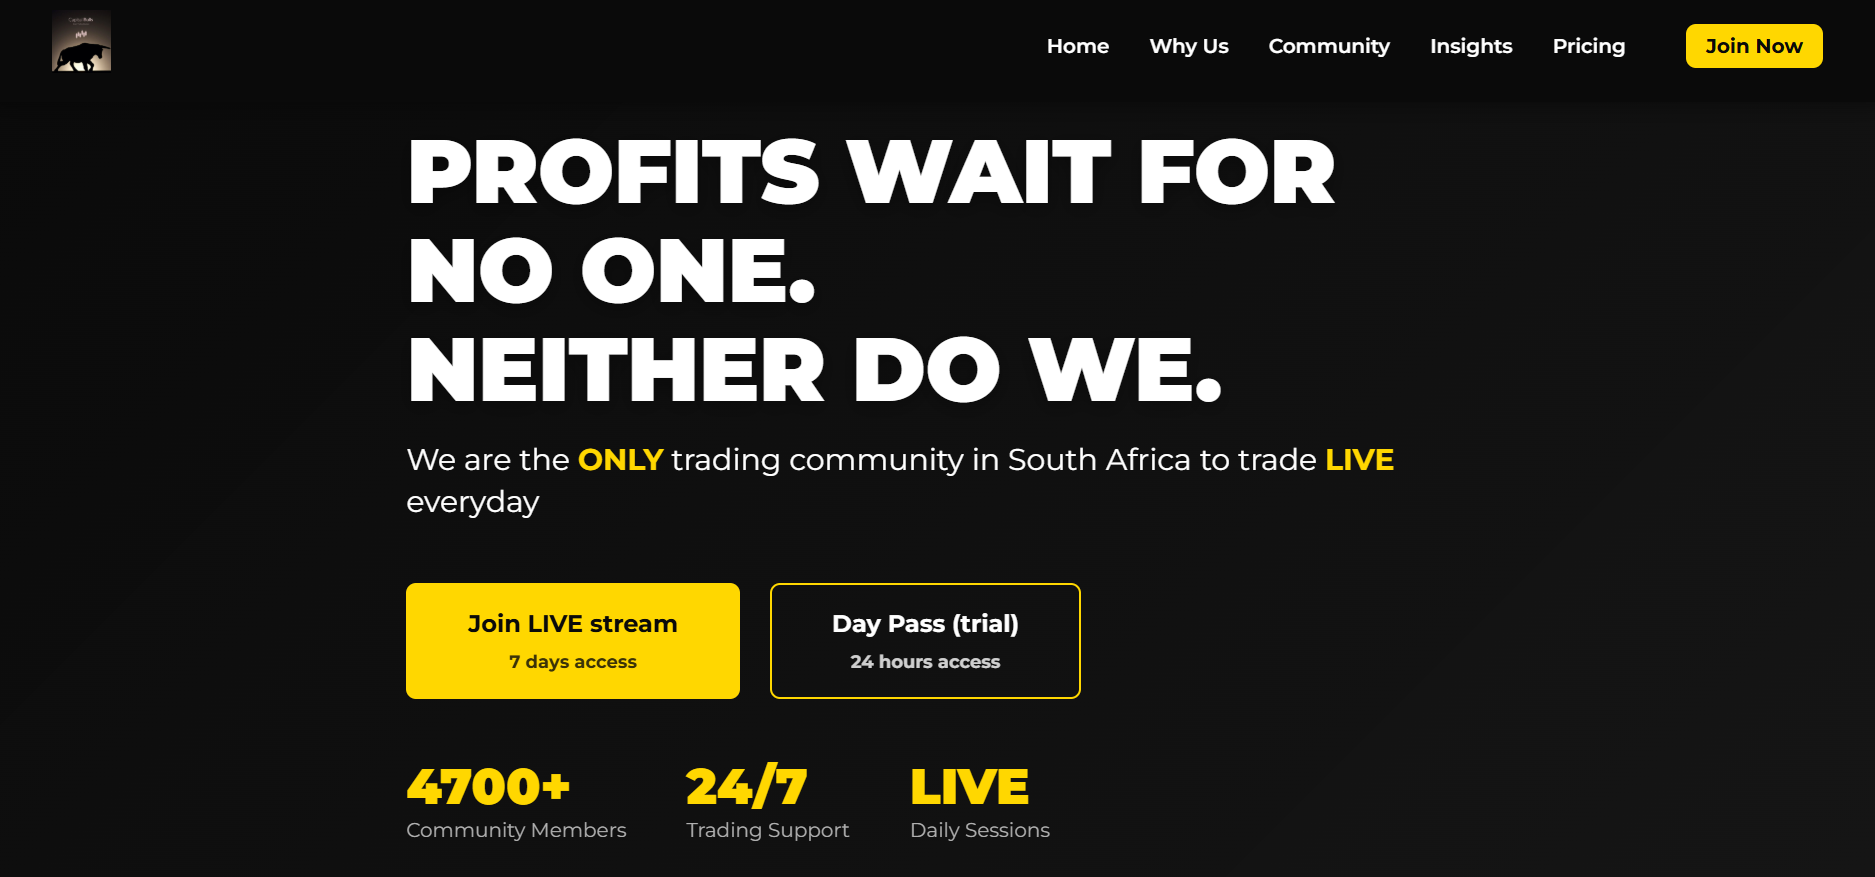 Capital Bulls
Home
Why Us
Community
Insights
Pricing
Join Now
PROFITS WAIT FOR
NO ONE.
NEITHER DO WE.
We are the ONLY trading community in South Africa to trade LIVE
everyday
Join LIVE stream
7 days access
Day Pass (trial)
24 hours access
4700+
Community Members
24/7
Trading Support
LIVE
Daily Sessions